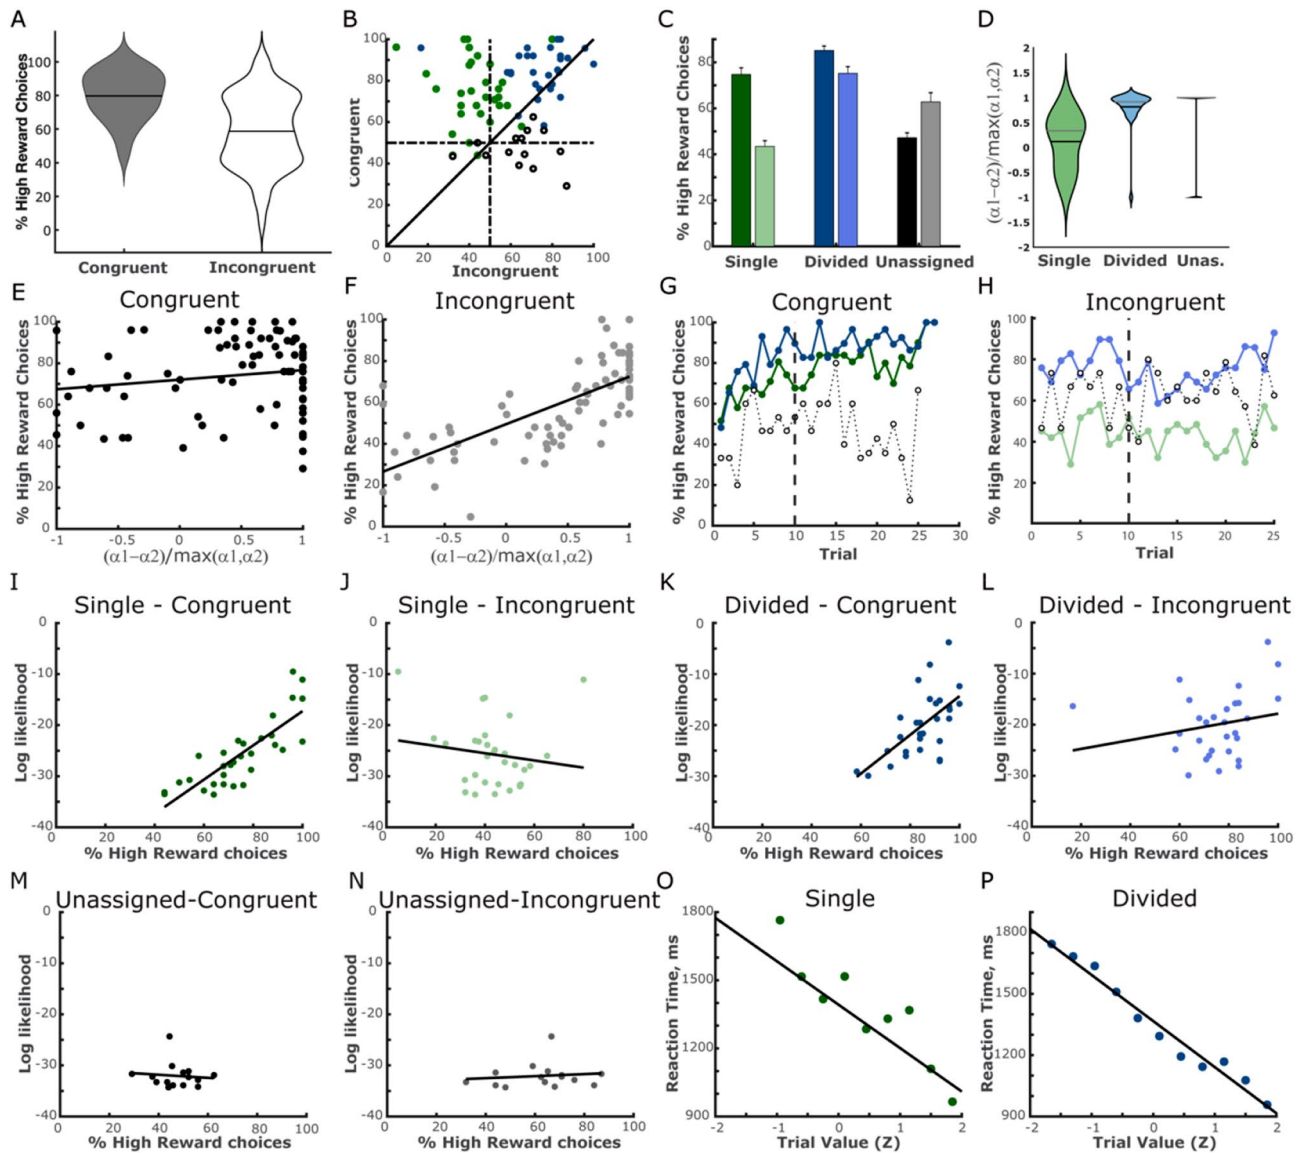 A
% High Reward Choices
100
80
60
40
20
0
Congruent
Incongruent
B
Congruent
100
80
60
40
20
0
0
20
40
60
80
100
Incongruent
C
% High Reward Choices
80
60
40
20
0
Single
Divided
Unassigned
D
(α1−α2)/max(α1,α2)
2
1.5
1
0.5
0
-0.5
-1
-1.5
-2
Single
Divided
Unas.
E
Congruent
% High Reward Choices
100
80
60
40
20
0
-1
-0.5
0
0.5
1
(α1−α2)/max(α1,α2)
F
Incongruent
% High Reward Choices
100
80
60
40
20
0
-1
-0.5
0
0.5
1
(α1−α2)/max(α1,α2)
G
Congruent
% High Reward Choices
100
80
60
40
20
0
0
5
10
15
20
25
30
Trial
H
Incongruent
% High Reward Choices
100
80
60
40
20
0
5
10
15
20
25
Trial
I
Single - Congruent
Log likelihood
0
-10
-20
-30
-40
0
20
40
60
80
100
% High Reward choices
J
Single - Incongruent
Log likelihood
0
-10
-20
-30
-40
0
20
40
60
80
100
% High Reward choices
K
Divided - Congruent
Log likelihood
0
-10
-20
-30
-40
0
20
40
60
80
100
% High Reward choices
L
Divided - Incongruent
Log likelihood
0
-10
-20
-30
-40
0
20
40
60
80
100
% High Reward choices
M
Unassigned-Congruent
Log likelihood
0
-10
-20
-30
-40
0
20
40
60
80
100
% High Reward choices
N
Unassigned-Incongruent
Log likelihood
0
-10
-20
-30
-40
0
20
40
60
80
100
% High Reward choices
O
Single
Reaction Time, ms
1800
1500
1200
900
-2
-1
0
1
2
Trial Value (Z)
P
Divided
Reaction Time, ms
1800
1500
1200
900
-2
-1
0
1
2
Trial Value (Z)